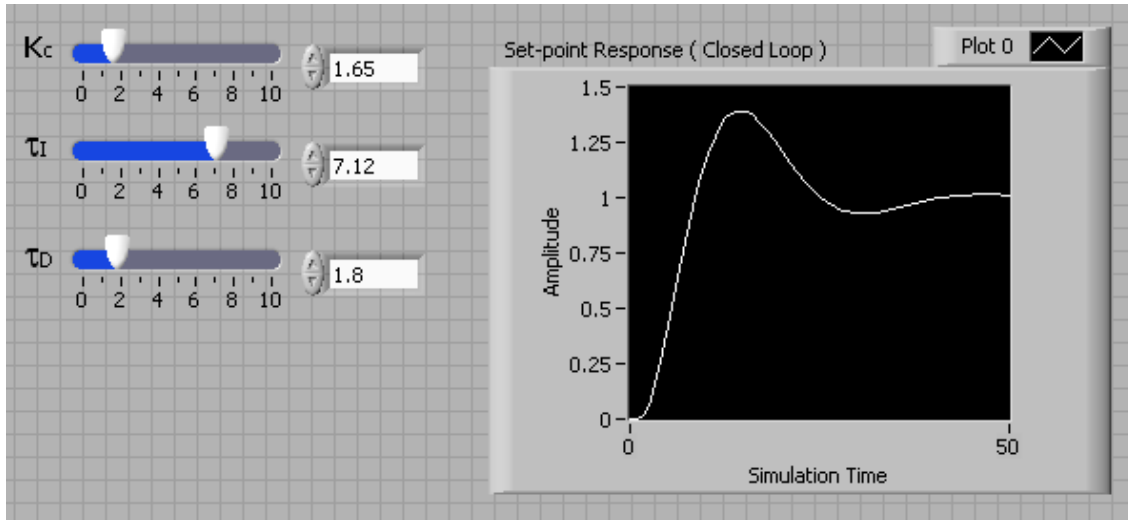 Kc
1.65
0 2 4 6 8 10
τI
7.12
0 2 4 6 8 10
τD
1.8
0 2 4 6 8 10
Set-point Response ( Closed Loop )
Plot 0
1.5
1.25
1
0.75
0.5
0.25
0
Amplitude
0 50
Simulation Time